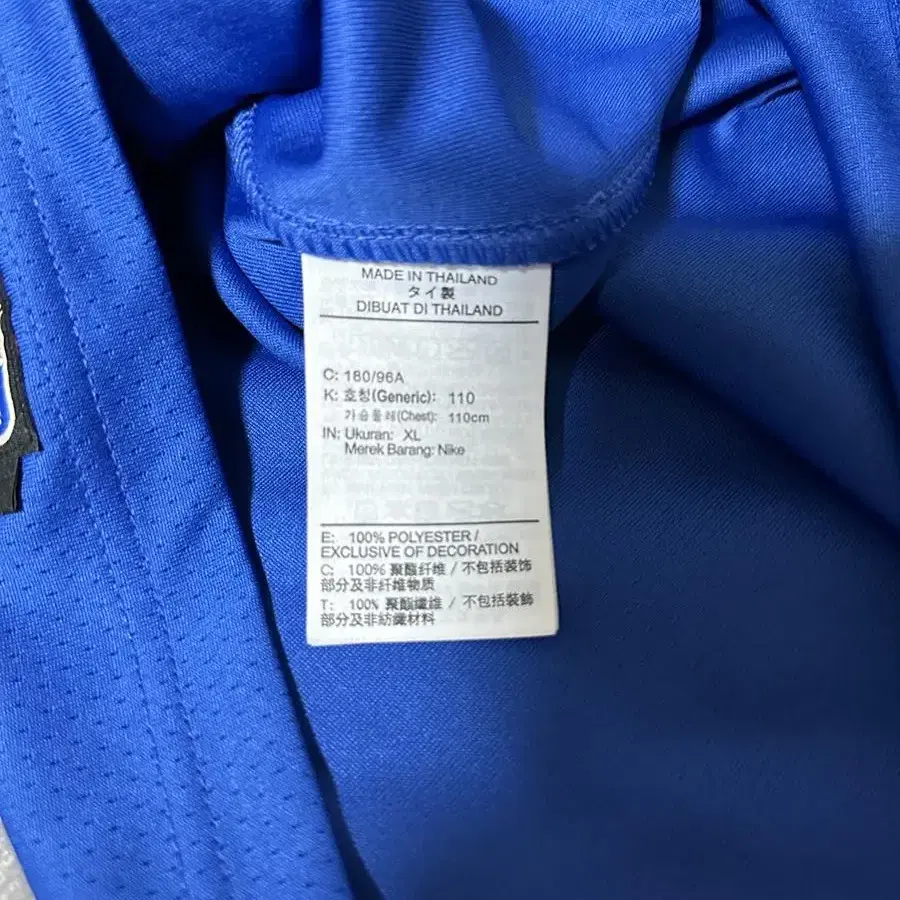 MADE IN THAILAND
タイ製
DIBUAT DI THAILAND
C: 180/96A
K: 호칭(Generic): 110
가슴둘레(Chest): 110cm
IN: Ukuran: XL
Merek Barang: Nike
E: 100% POLYESTER /
EXCLUSIVE OF DECORATION
C: 100% 聚酯纤维 / 不包括装饰
部分及非纤维物质
T: 100% 聚酯纖維 / 不包括裝飾
部分及非紡織材料